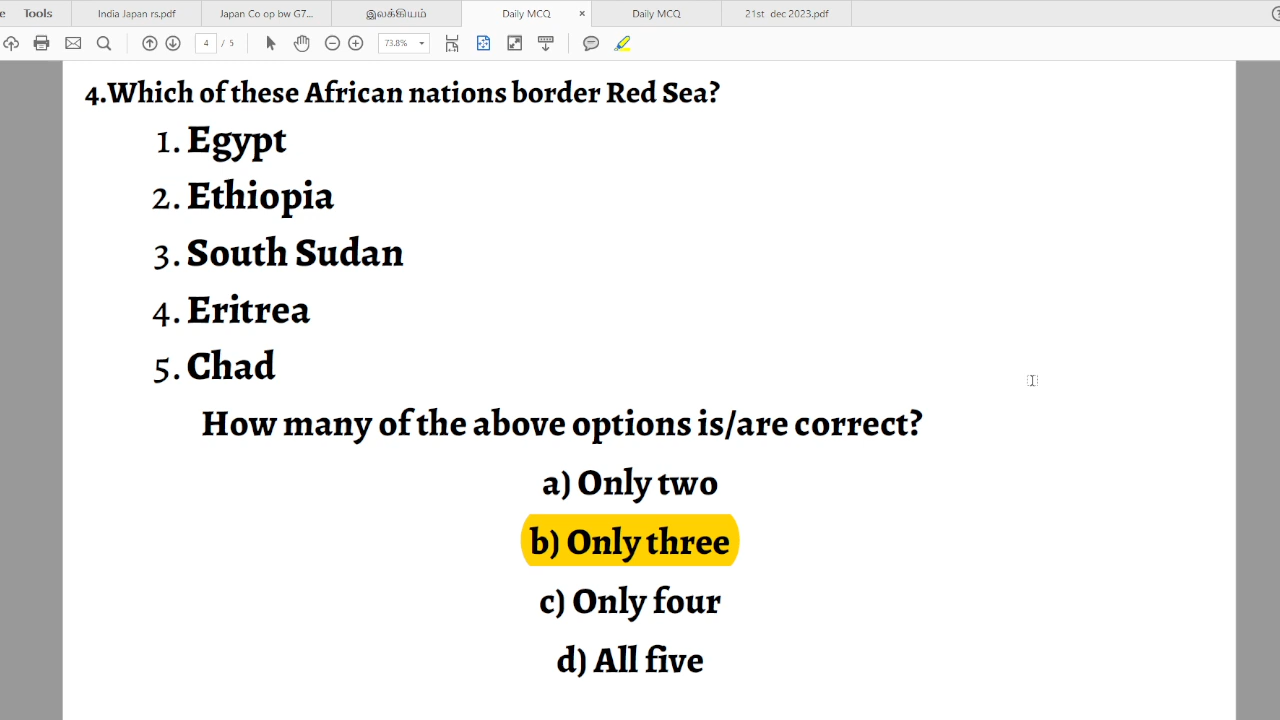 Tools
India Japan rs.pdf
Japan Co op bw G7...
இலக்கியம்
Daily MCQ
Daily MCQ
21st dec 2023.pdf
4 / 5
73.8%
4.Which of these African nations border Red Sea?
1. Egypt
2. Ethiopia
3. South Sudan
4. Eritrea
5. Chad
How many of the above options is/are correct?
a) Only two
b) Only three
c) Only four
d) All five